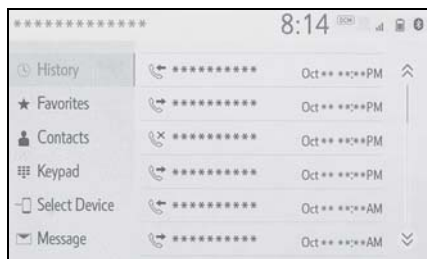 ************* 8:14 DCM
History ********** Oct** **:**PM
Favorites ********** Oct** **:**PM
Contacts ********** Oct** **:**PM
Keypad ********** Oct** **:**PM
Select Device ********** Oct** **:**AM
Message ********** Oct** **:**AM